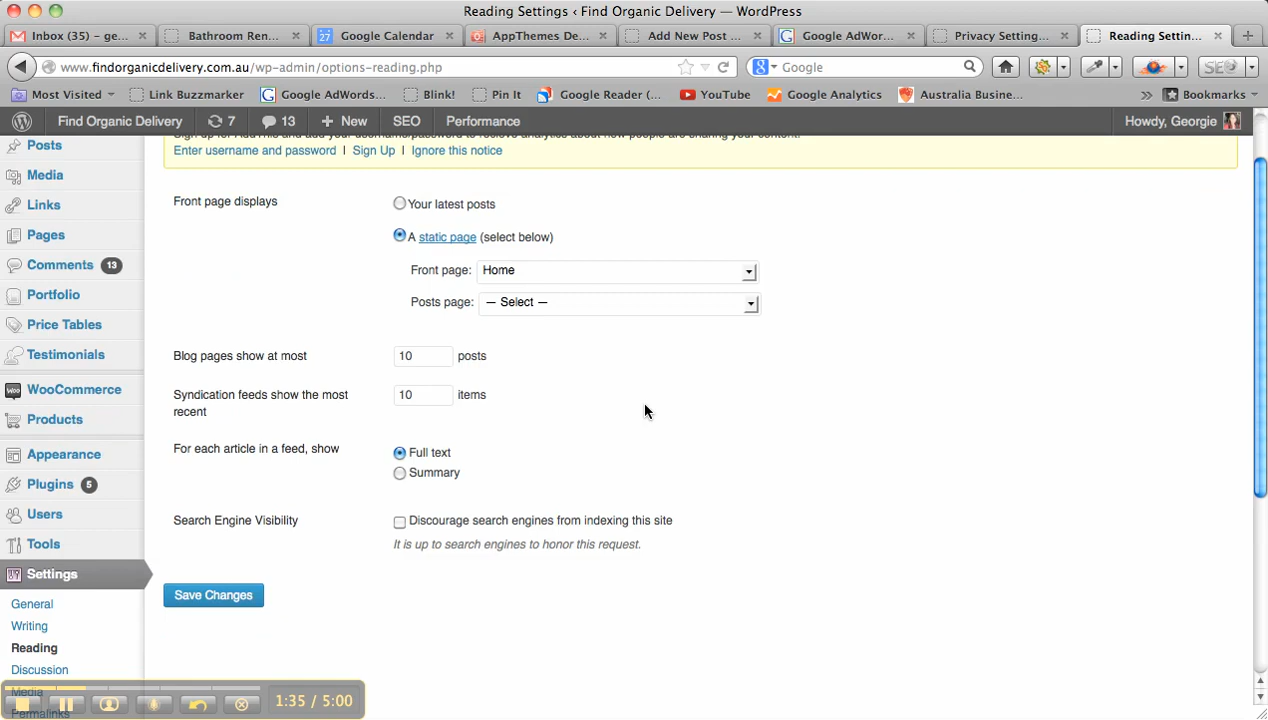 Reading Settings ‹ Find Organic Delivery — WordPress
Inbox (35) – ge...
Bathroom Ren...
27 Google Calendar
AppThemes De...
Add New Post ...
Google AdWor...
Privacy Setting...
Reading Settin...
www.findorganicdelivery.com.au/wp-admin/options-reading.php
Google
SEO
Most Visited
Link Buzzmarker
Google AdWords...
Blink!
Pin It
Google Reader (...
YouTube
Google Analytics
Australia Busine...
»
Bookmarks
Find Organic Delivery
7
13
+ New
SEO
Performance
Howdy, Georgie
Sign up for AddThis and add your username/password to recieve analytics about how people are sharing your content.
Enter username and password | Sign Up | Ignore this notice
Posts
Media
Links
Pages
Comments 13
Portfolio
Price Tables
Testimonials
WooCommerce
Products
Appearance
Plugins 5
Users
Tools
Settings
General
Writing
Reading
Discussion
Media
Permalinks
Front page displays
Your latest posts
A static page (select below)
Front page: Home
Posts page: — Select —
Blog pages show at most 10 posts
Syndication feeds show the most recent 10 items
For each article in a feed, show
Full text
Summary
Search Engine Visibility
Discourage search engines from indexing this site
It is up to search engines to honor this request.
Save Changes
1:35 / 5:00